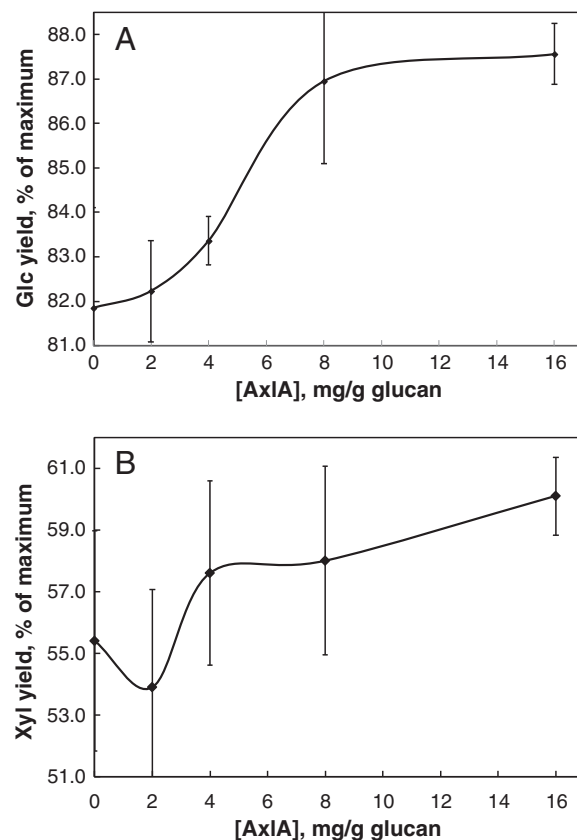 A
88.0
87.0
86.0
85.0
84.0
83.0
82.0
81.0
Glc yield, % of maximum
0 2 4 6 8 10 12 14 16
[AxlA], mg/g glucan
B
61.0
59.0
57.0
55.0
53.0
51.0
Xyl yield, % of maximum
0 2 4 6 8 10 12 14 16
[AxlA], mg/g glucan